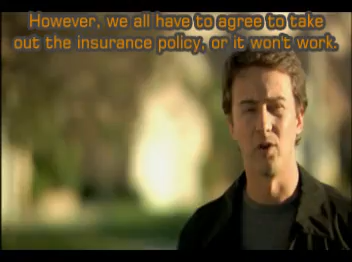 However, we all have to agree to take
out the insurance policy, or it won't work.